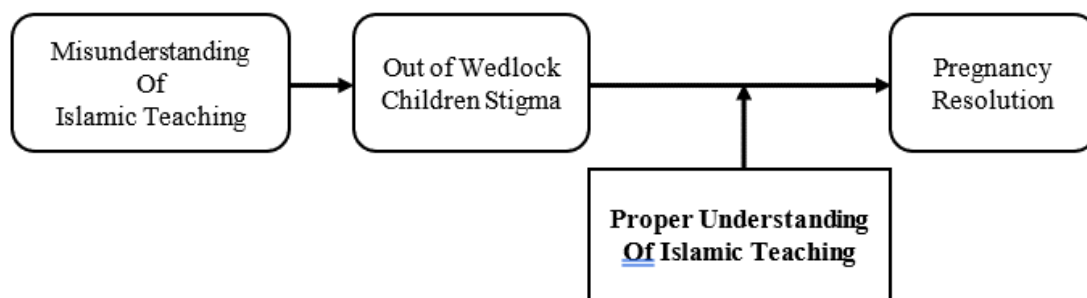 Misunderstanding
Of
Islamic Teaching
Out of Wedlock
Children Stigma
Pregnancy
Resolution
Proper Understanding
Of Islamic Teaching